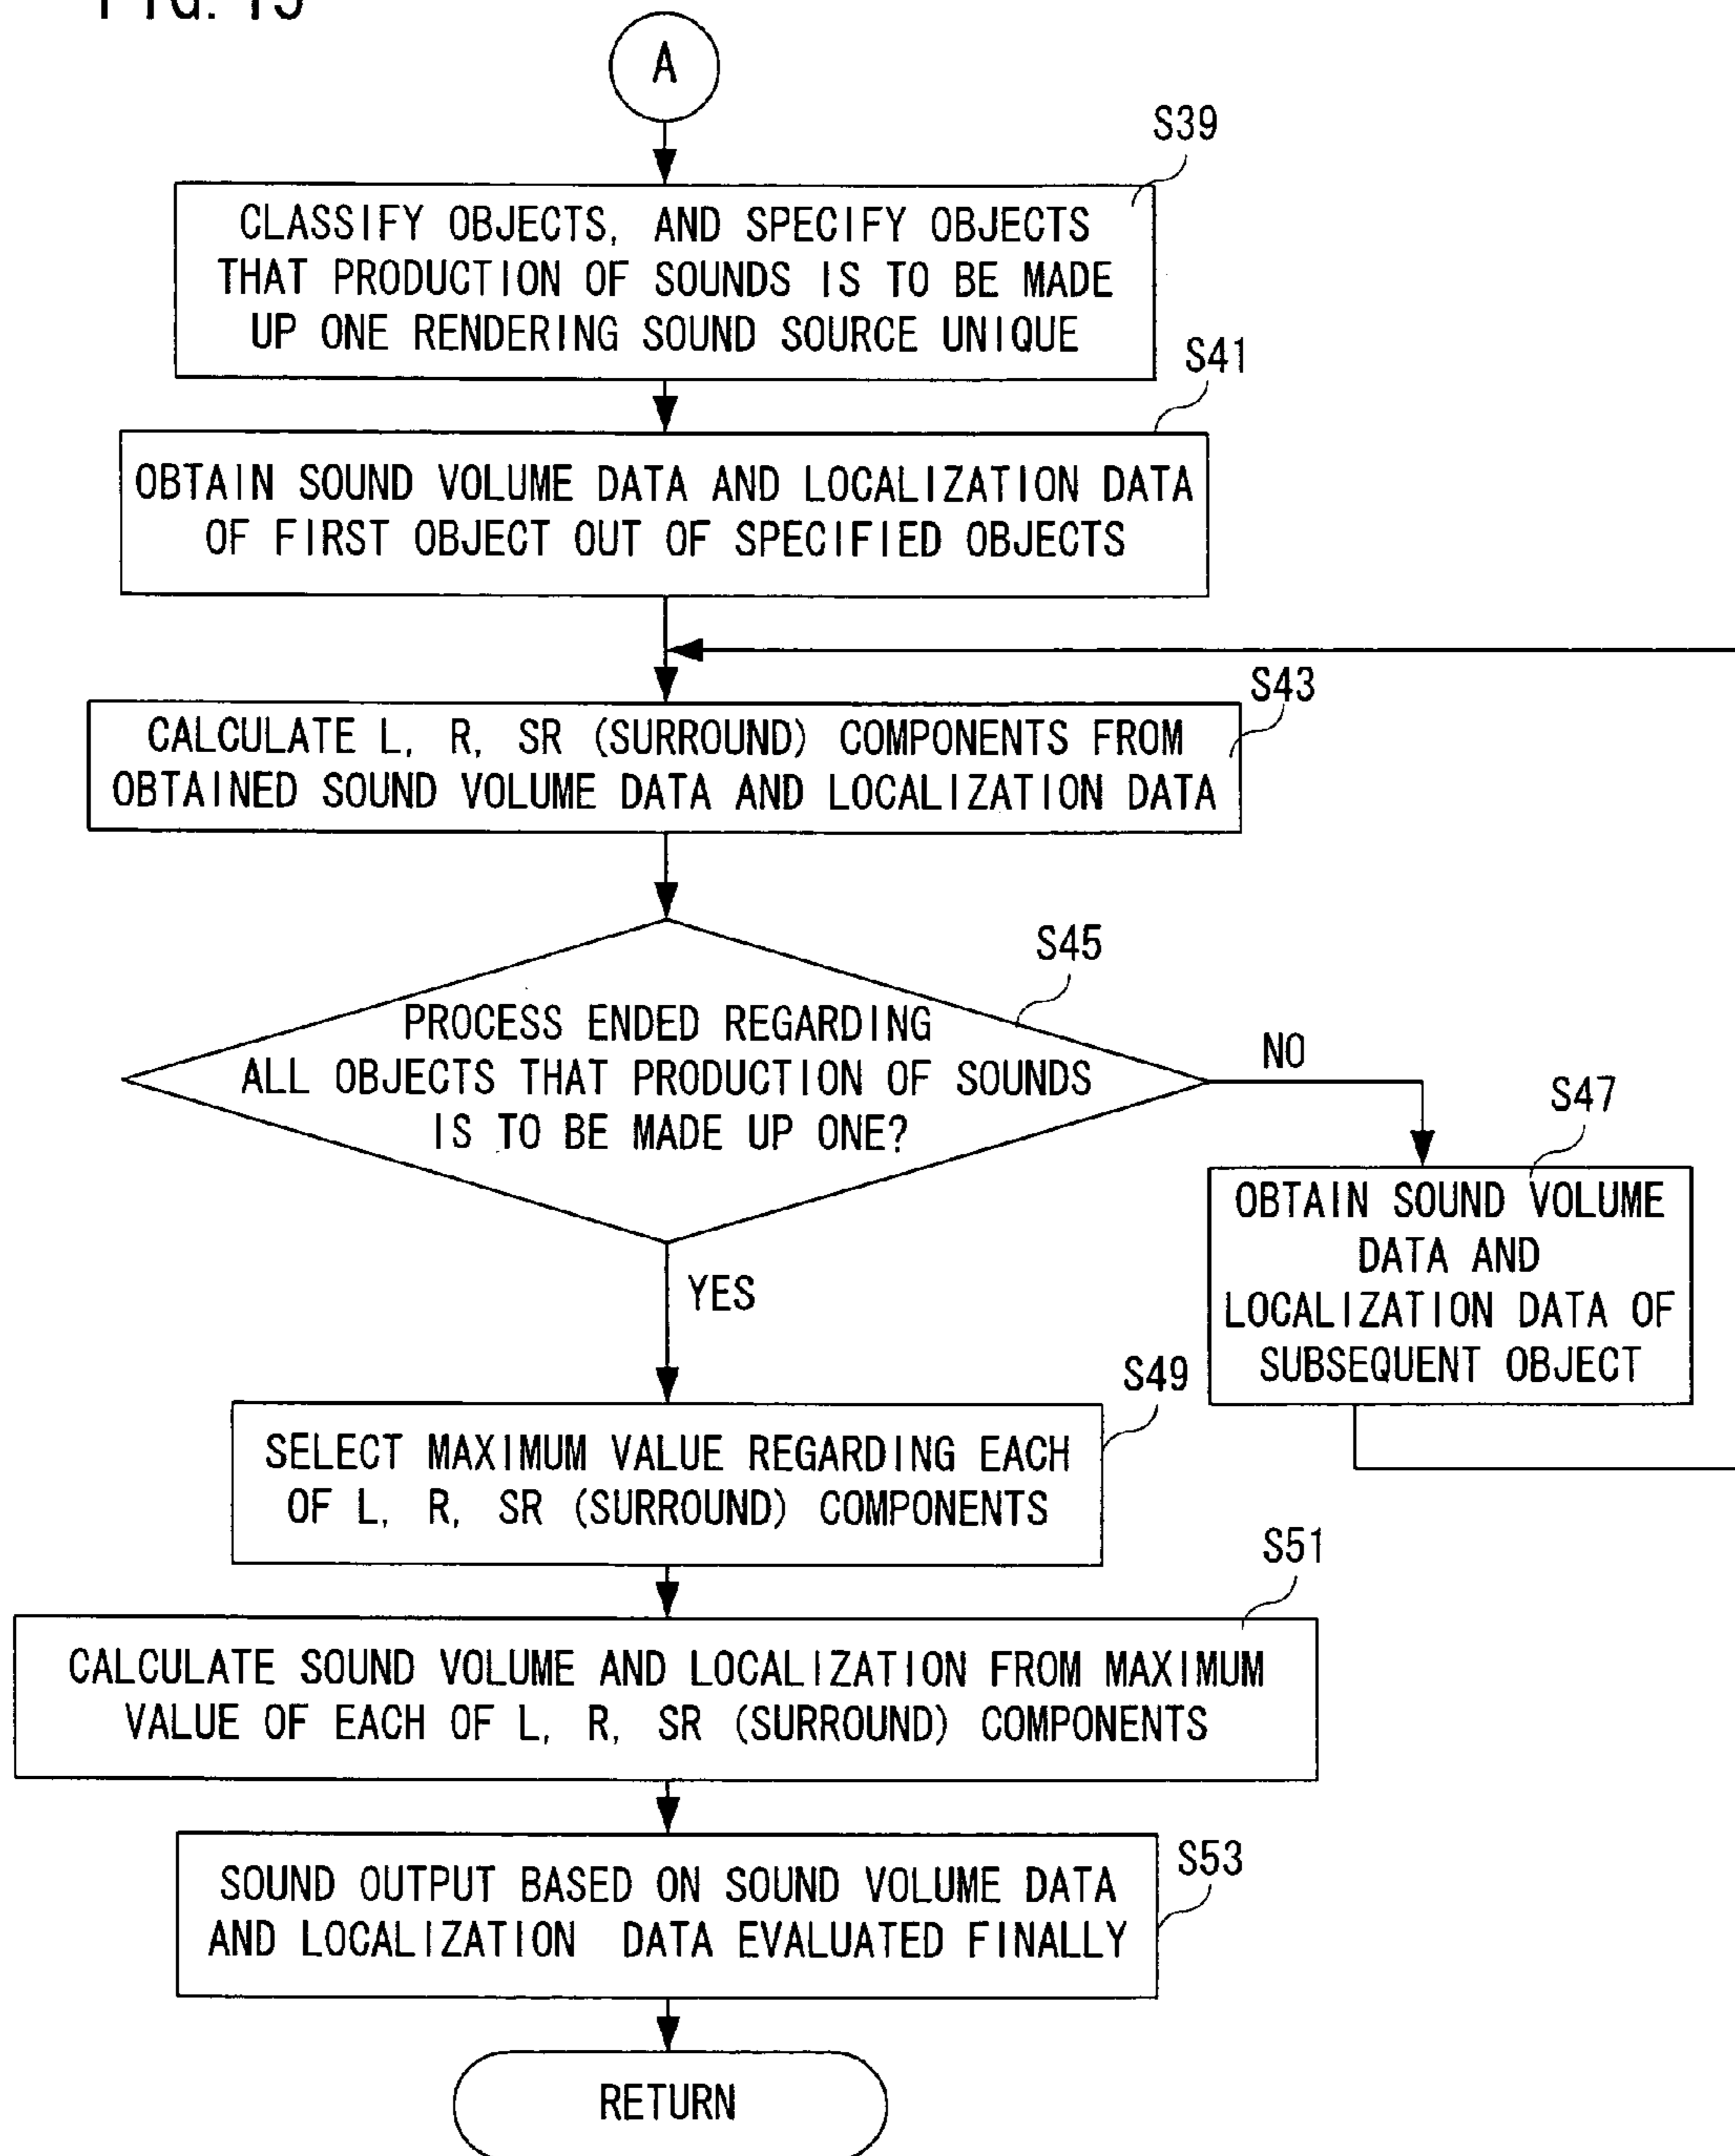 A
S39
CLASSIFY OBJECTS, AND SPECIFY OBJECTS
THAT PRODUCTION OF SOUNDS IS TO BE MADE
UP ONE RENDERING SOUND SOURCE UNIQUE
S41
OBTAIN SOUND VOLUME DATA AND LOCALIZATION DATA
OF FIRST OBJECT OUT OF SPECIFIED OBJECTS
S43
CALCULATE L, R, SR (SURROUND) COMPONENTS FROM
OBTAINED SOUND VOLUME DATA AND LOCALIZATION DATA
S45
PROCESS ENDED REGARDING
ALL OBJECTS THAT PRODUCTION OF SOUNDS
IS TO BE MADE UP ONE?
NO
S47
OBTAIN SOUND VOLUME
DATA AND
LOCALIZATION DATA OF
SUBSEQUENT OBJECT
YES
S49
SELECT MAXIMUM VALUE REGARDING EACH
OF L, R, SR (SURROUND) COMPONENTS
S51
CALCULATE SOUND VOLUME AND LOCALIZATION FROM MAXIMUM
VALUE OF EACH OF L, R, SR (SURROUND) COMPONENTS
S53
SOUND OUTPUT BASED ON SOUND VOLUME DATA
AND LOCALIZATION DATA EVALUATED FINALLY
RETURN